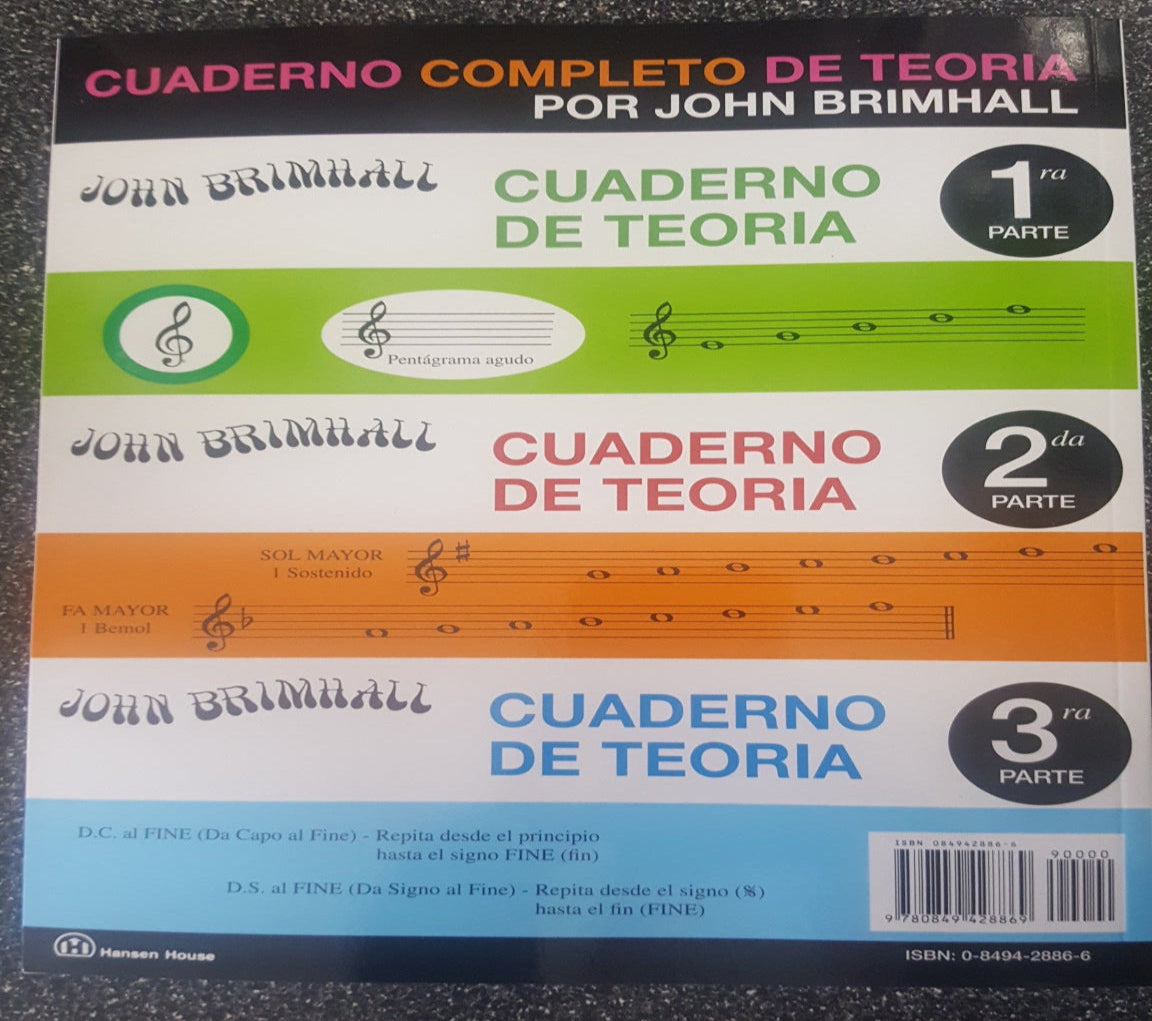 CUADERNO COMPLETO DE TEORIA
POR JOHN BRIMHALL
JOHN BRIMHALL
CUADERNO
DE TEORIA
1ra
PARTE
Pentágrama agudo
JOHN BRIMHALL
CUADERNO
DE TEORIA
2da
PARTE
SOL MAYOR
1 Sostenido
FA MAYOR
1 Bemol
JOHN BRIMHALL
CUADERNO
DE TEORIA
3ra
PARTE
D.C. al FINE (Da Capo al Fine) - Repita desde el principio
hasta el signo FINE (fin)
D.S. al FINE (Da Signo al Fine) - Repita desde el signo (𝄋)
hasta el fin (FINE)
ISBN 084942886-6
90000
9 780849 428869
H Hansen House
ISBN: 0-8494-2886-6